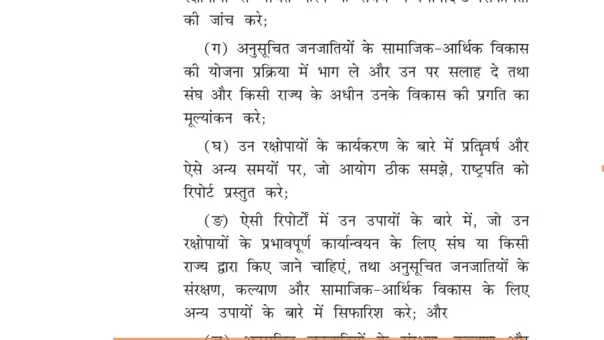 की जांच करे;
(ग) अनुसूचित जनजातियों के सामाजिक-आर्थिक विकास
की योजना प्रक्रिया में भाग ले और उन पर सलाह दे तथा
संघ और किसी राज्य के अधीन उनके विकास की प्रगति का
मूल्यांकन करे;
(घ) उन रक्षोपायों के कार्यकरण के बारे में प्रतिवर्ष और
ऐसे अन्य समयों पर, जो आयोग ठीक समझे, राष्ट्रपति को
रिपोर्ट प्रस्तुत करे;
(ङ) ऐसी रिपोर्टों में उन उपायों के बारे में, जो उन
रक्षोपायों के प्रभावपूर्ण कार्यान्वयन के लिए संघ या किसी
राज्य द्वारा किए जाने चाहिएं, तथा अनुसूचित जनजातियों के
संरक्षण, कल्याण और सामाजिक-आर्थिक विकास के लिए
अन्य उपायों के बारे में सिफारिश करे; और